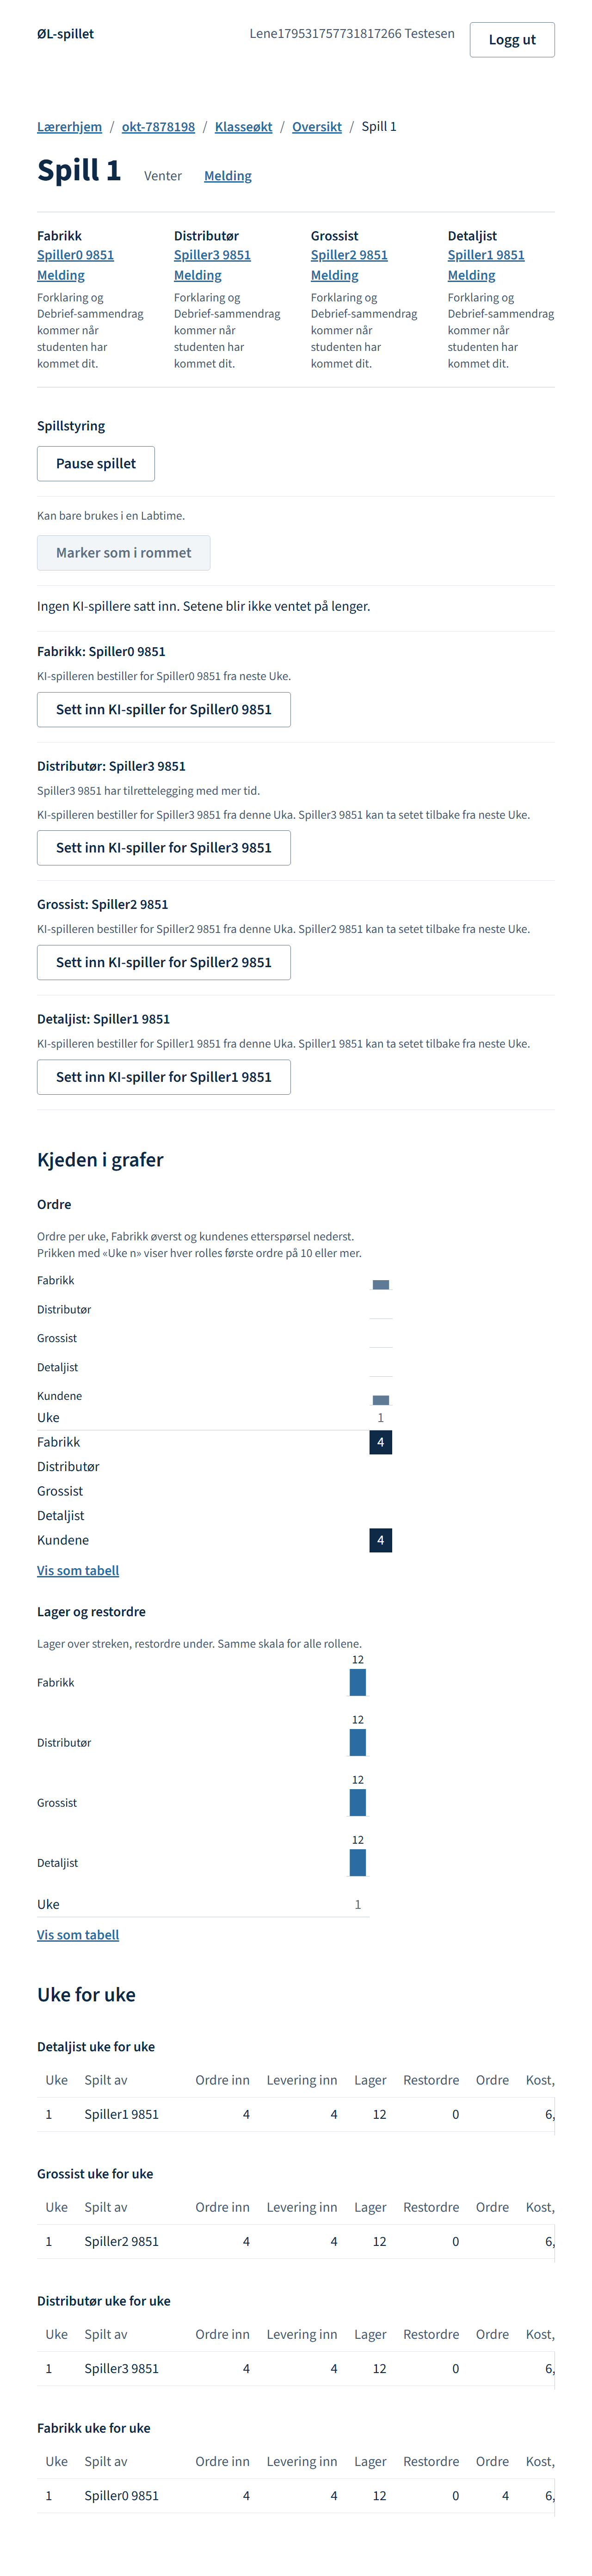 ØL-spillet
Lene179531757731817266 Testesen
Logg ut
Lærerhjem / okt-7878198 / Klasseøkt / Oversikt / Spill 1
Spill 1 Venter Melding
Fabrikk Distributør Grossist Detaljist
Spiller0 9851 Spiller3 9851 Spiller2 9851 Spiller1 9851
Melding Melding Melding Melding
Forklaring og Forklaring og Forklaring og Forklaring og
Debrief-sammendrag Debrief-sammendrag Debrief-sammendrag Debrief-sammendrag
kommer når kommer når kommer når kommer når
studenten har studenten har studenten har studenten har
kommet dit. kommet dit. kommet dit. kommet dit.
Spillstyring
Pause spillet
Kan bare brukes i en Labtime.
Marker som i rommet
Ingen KI-spillere satt inn. Setene blir ikke ventet på lenger.
Fabrikk: Spiller0 9851
KI-spilleren bestiller for Spiller0 9851 fra neste Uke.
Sett inn KI-spiller for Spiller0 9851
Distributør: Spiller3 9851
Spiller3 9851 har tilrettelegging med mer tid.
KI-spilleren bestiller for Spiller3 9851 fra denne Uka. Spiller3 9851 kan ta setet tilbake fra neste Uke.
Sett inn KI-spiller for Spiller3 9851
Grossist: Spiller2 9851
KI-spilleren bestiller for Spiller2 9851 fra denne Uka. Spiller2 9851 kan ta setet tilbake fra neste Uke.
Sett inn KI-spiller for Spiller2 9851
Detaljist: Spiller1 9851
KI-spilleren bestiller for Spiller1 9851 fra denne Uka. Spiller1 9851 kan ta setet tilbake fra neste Uke.
Sett inn KI-spiller for Spiller1 9851
Kjeden i grafer
Ordre
Ordre per uke, Fabrikk øverst og kundenes etterspørsel nederst.
Prikken med «Uke n» viser hver rolles første ordre på 10 eller mer.
Fabrikk
Distributør
Grossist
Detaljist
Kundene
Uke 1
Fabrikk 4
Distributør
Grossist
Detaljist
Kundene 4
Vis som tabell
Lager og restordre
Lager over streken, restordre under. Samme skala for alle rollene.
12
Fabrikk
12
Distributør
12
Grossist
12
Detaljist
Uke 1
Vis som tabell
Uke for uke
Detaljist uke for uke
Uke Spilt av Ordre inn Levering inn Lager Restordre Ordre Kost,
1 Spiller1 9851 4 4 12 0 6,
Grossist uke for uke
Uke Spilt av Ordre inn Levering inn Lager Restordre Ordre Kost,
1 Spiller2 9851 4 4 12 0 6,
Distributør uke for uke
Uke Spilt av Ordre inn Levering inn Lager Restordre Ordre Kost,
1 Spiller3 9851 4 4 12 0 6,
Fabrikk uke for uke
Uke Spilt av Ordre inn Levering inn Lager Restordre Ordre Kost,
1 Spiller0 9851 4 4 12 0 4 6,